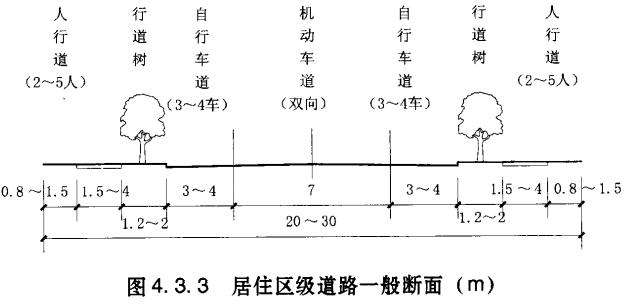 人行道
(2～5人)
行道树
自行车道
(3～4车)
机动车道
(双向)
自行车道
(3～4车)
行道树
人行道
(2～5人)
0.8～1.5
1.5～4
3～4
7
3～4
1.5～4
0.8～1.5
1.2～2
20～30
1.2～2
图4.3.3 居住区级道路一般断面(m)